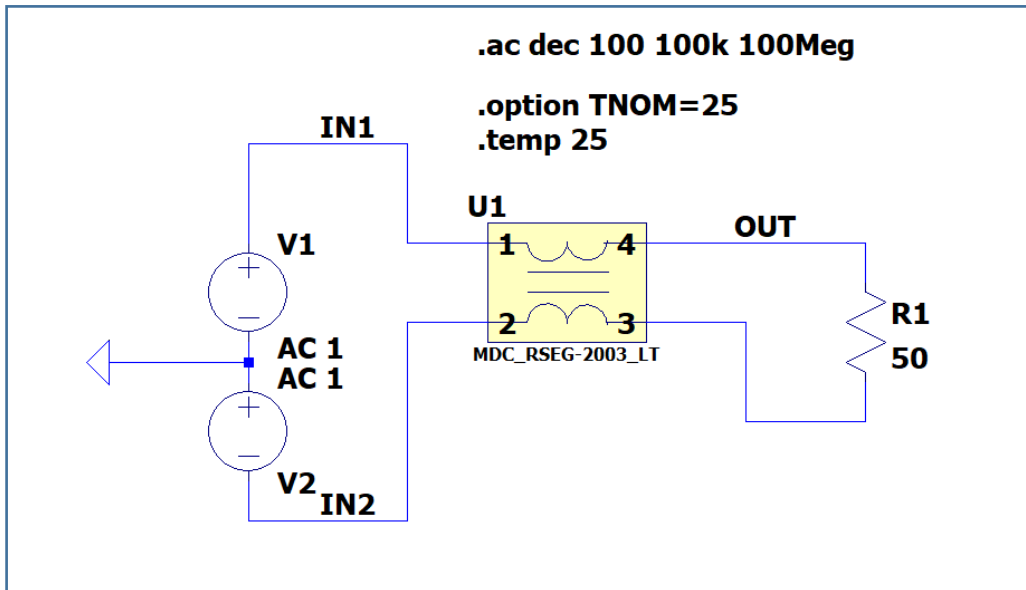 .ac dec 100 100k 100Meg
.option TNOM=25
.temp 25
IN1
U1
V1
1
4
OUT
2
3
R1
50
MDC_RSEG-2003_LT
AC 1
AC 1
V2
IN2